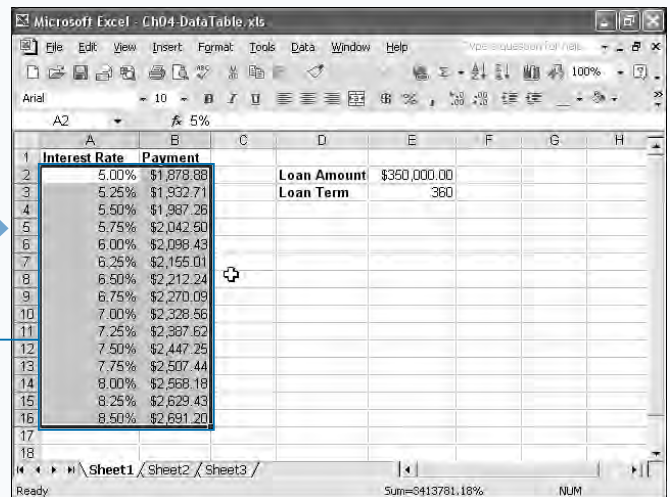 Microsoft Excel - Ch04-DataTable.xls
File Edit View Insert Format Tools Data Window Help Type a question for help
100%
Arial 10 B I U
A2 fx 5%
A B C D E F G H
1 Interest Rate Payment
2 5.00% $1,878.88 Loan Amount $350,000.00
3 5.25% $1,932.71 Loan Term 360
4 5.50% $1,987.26
5 5.75% $2,042.50
6 6.00% $2,098.43
7 6.25% $2,155.01
8 6.50% $2,212.24
9 6.75% $2,270.09
10 7.00% $2,328.56
11 7.25% $2,387.62
12 7.50% $2,447.25
13 7.75% $2,507.44
14 8.00% $2,568.18
15 8.25% $2,629.43
16 8.50% $2,691.20
17
18
Sheet1 Sheet2 Sheet3
Ready Sum=$413781.18% NUM